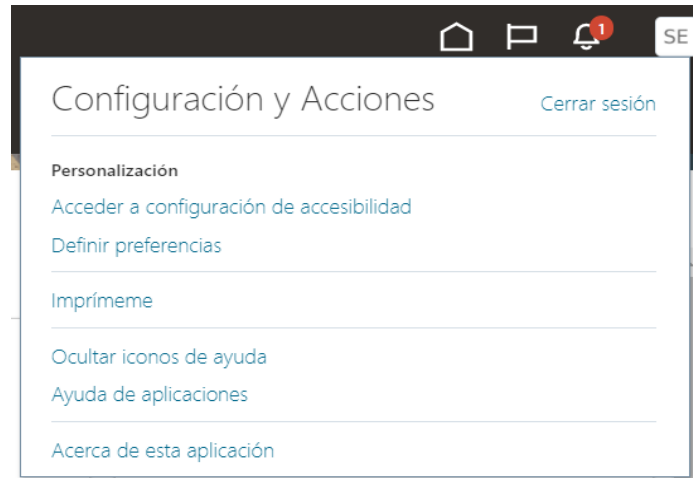 1
SE
Configuración y Acciones
Cerrar sesión
Personalización
Acceder a configuración de accesibilidad
Definir preferencias
Imprímeme
Ocultar iconos de ayuda
Ayuda de aplicaciones
Acerca de esta aplicación